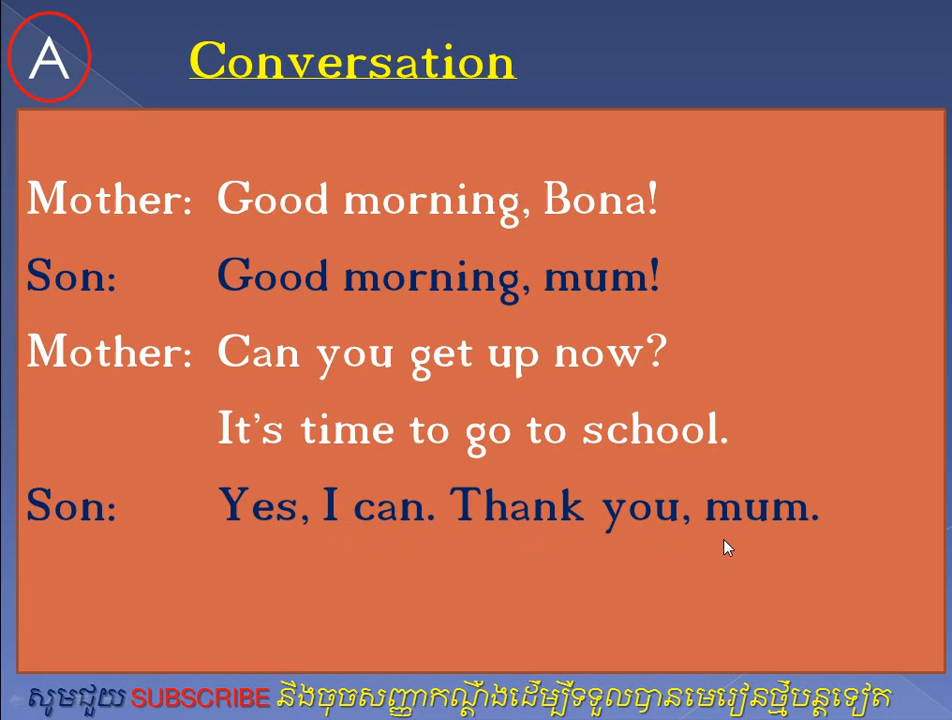 A
Conversation
Mother: Good morning, Bona!
Son: Good morning, mum!
Mother: Can you get up now?
It's time to go to school.
Son: Yes, I can. Thank you, mum.
សូមជួយ SUBSCRIBE និងចុចសញ្ញាកណ្ដឹងដើម្បីទទួលបានមេរៀនថ្មីបន្តទៀត